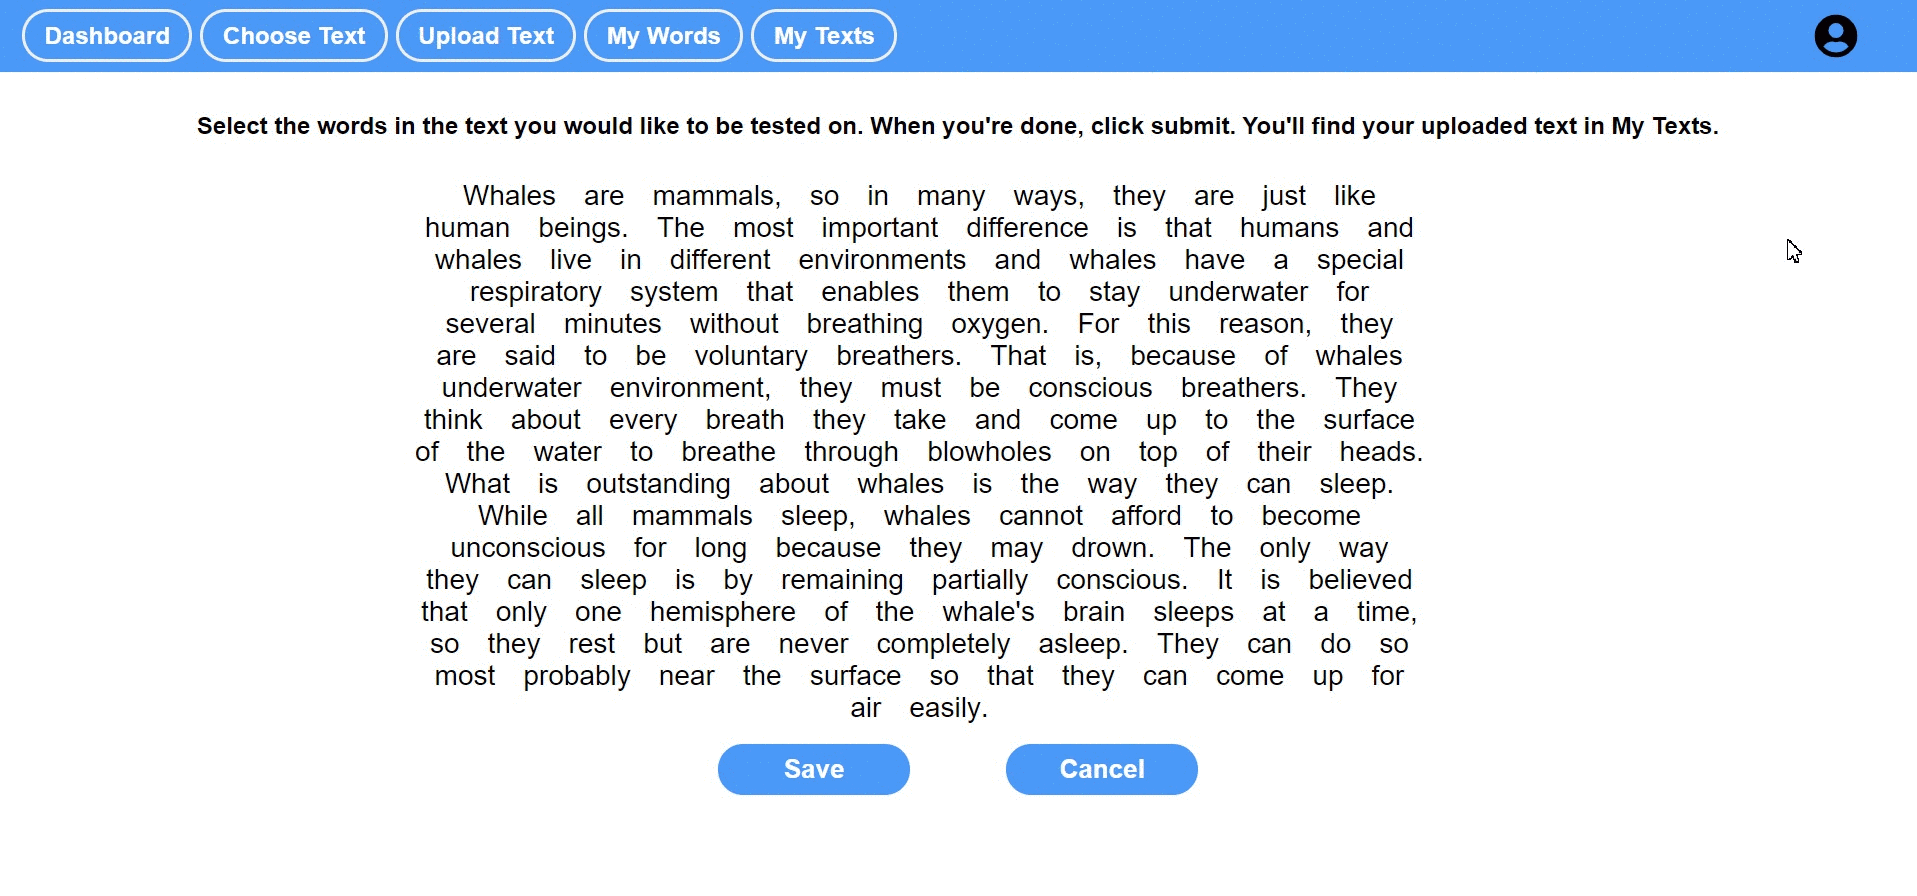 Dashboard Choose Text Upload Text My Words My Texts
Select the words in the text you would like to be tested on. When you're done, click submit. You'll find your uploaded text in My Texts.
Whales are mammals, so in many ways, they are just like
human beings. The most important difference is that humans and
whales live in different environments and whales have a special
respiratory system that enables them to stay underwater for
several minutes without breathing oxygen. For this reason, they
are said to be voluntary breathers. That is, because of whales
underwater environment, they must be conscious breathers. They
think about every breath they take and come up to the surface
of the water to breathe through blowholes on top of their heads.
What is outstanding about whales is the way they can sleep.
While all mammals sleep, whales cannot afford to become
unconscious for long because they may drown. The only way
they can sleep is by remaining partially conscious. It is believed
that only one hemisphere of the whale's brain sleeps at a time,
so they rest but are never completely asleep. They can do so
most probably near the surface so that they can come up for
air easily.
Save Cancel